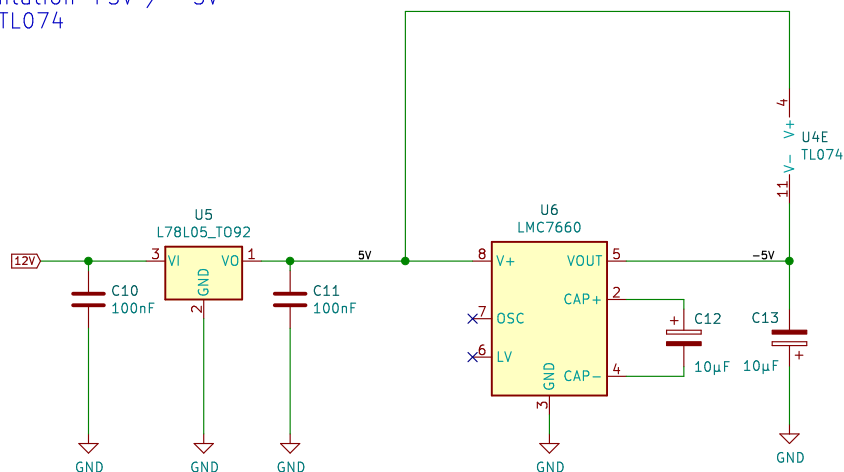 TL074
4
V+
U4E
TL074
V-
11
U5
L78L05_TO92
U6
LMC7660
12V
3
VI
VO
1
GND
2
5V
8
V+
VOUT
5
-5V
C10
100nF
C11
100nF
CAP+
2
7
OSC
C12
10µF
+
C13
10µF
+
6
LV
GND
3
CAP-
4
GND
GND
GND
GND
GND